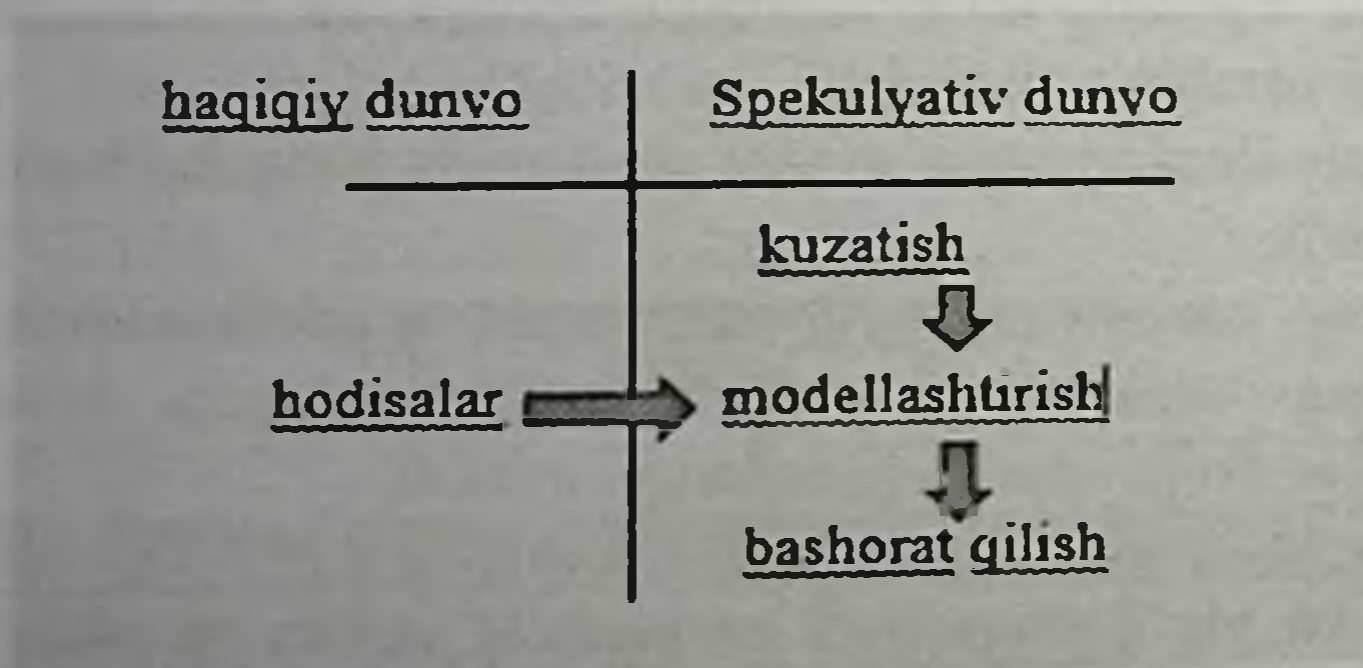 haqiqiy dunyo
Spekulyativ dunyo
kuzatish
hodisalar
modellashtirish
bashorat qilish